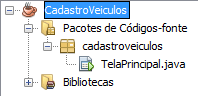 CadastroVeiculos
Pacotes de Códigos-fonte
cadastroveiculos
TelaPrincipal.java
Bibliotecas